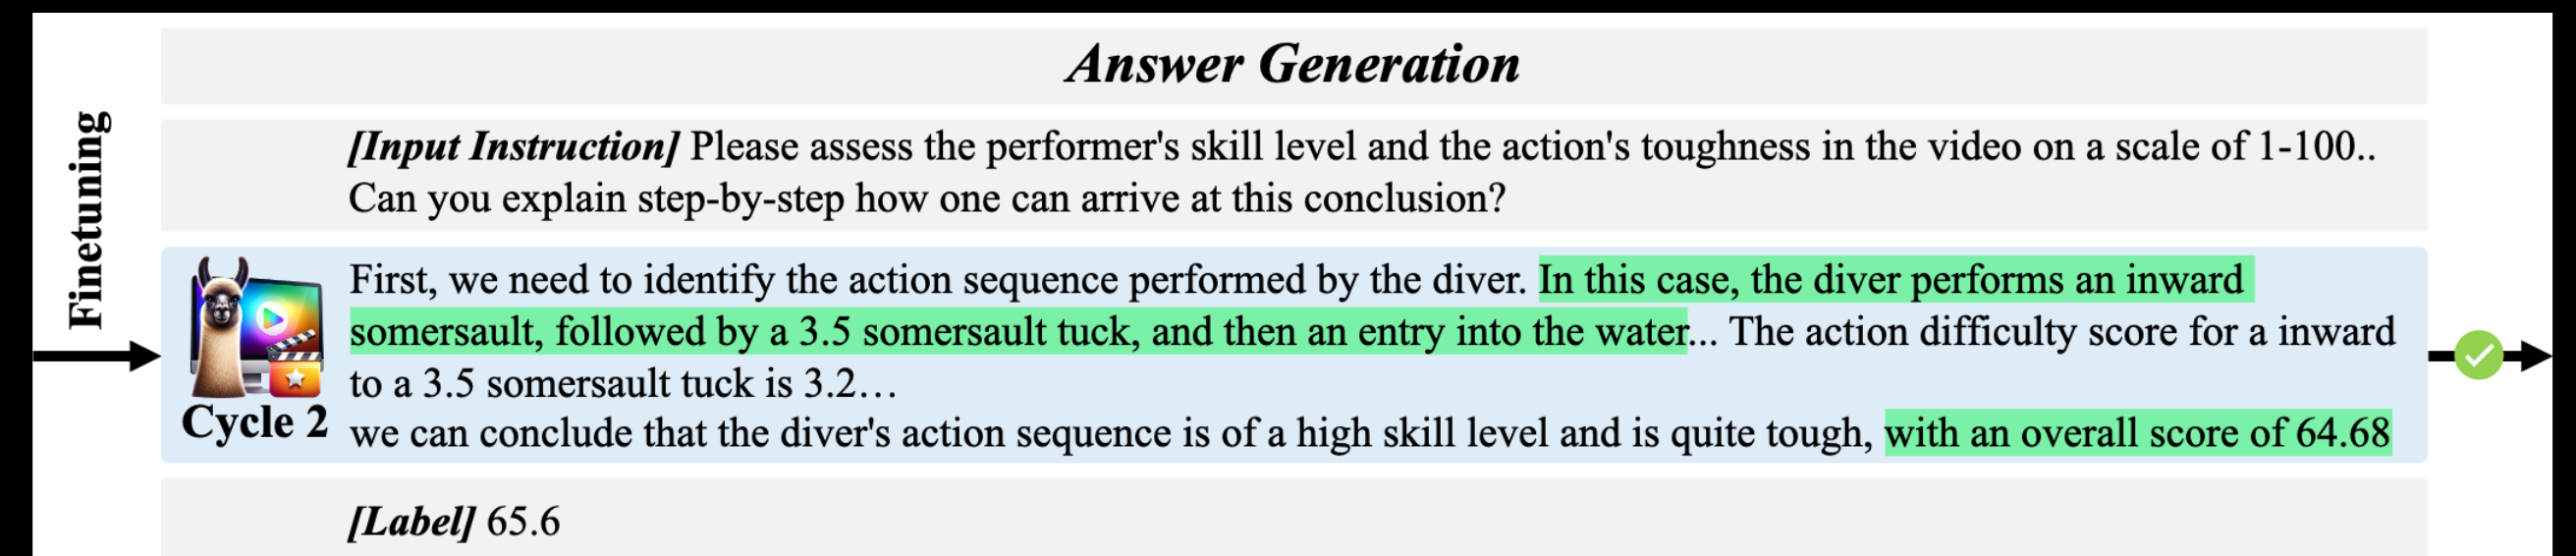 Answer Generation
Finetuning
[Input Instruction] Please assess the performer's skill level and the action's toughness in the video on a scale of 1-100..
Can you explain step-by-step how one can arrive at this conclusion?
First, we need to identify the action sequence performed by the diver. In this case, the diver performs an inward
somersault, followed by a 3.5 somersault tuck, and then an entry into the water... The action difficulty score for a inward
to a 3.5 somersault tuck is 3.2…
we can conclude that the diver's action sequence is of a high skill level and is quite tough, with an overall score of 64.68
Cycle 2
[Label] 65.6